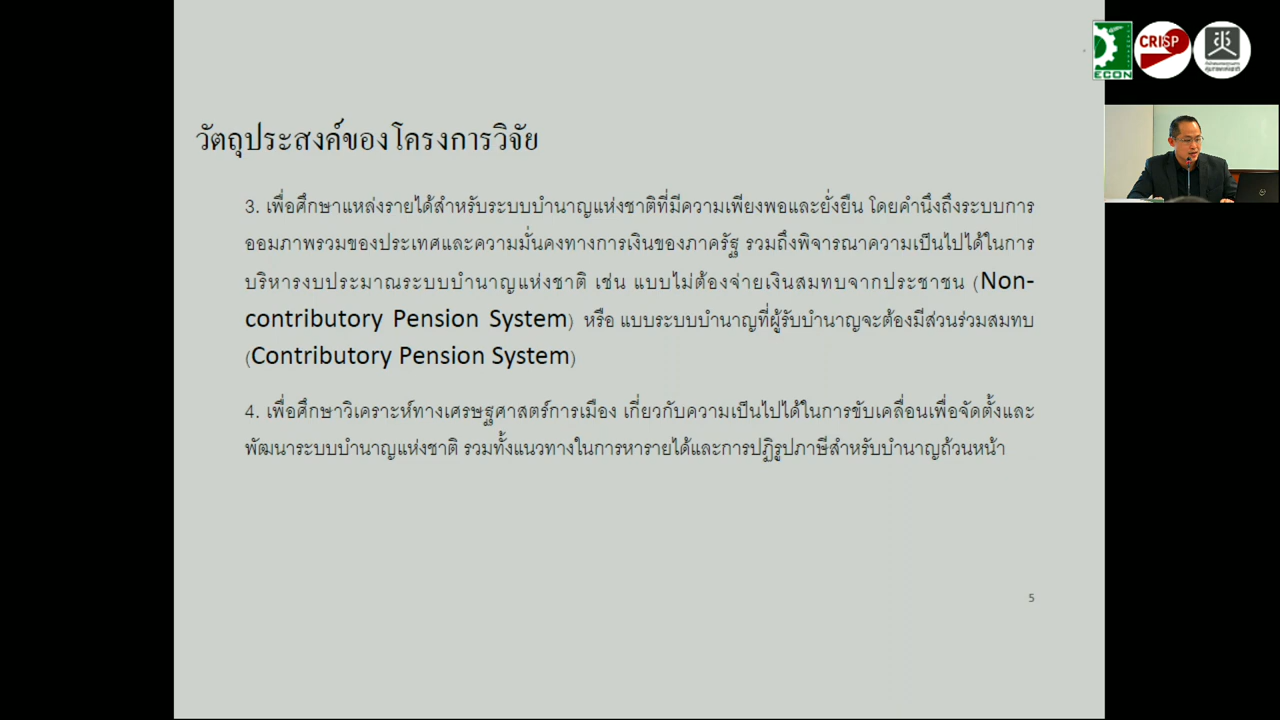 วัตถุประสงค์ของโครงการวิจัย
3. เพื่อศึกษาแหล่งรายได้สำหรับระบบบำนาญแห่งชาติที่มีความเพียงพอและยั่งยืน โดยคำนึงถึงระบบการ
ออมภาพรวมของประเทศและความมั่นคงทางการเงินของภาครัฐ รวมถึงพิจารณาความเป็นไปได้ในการ
บริหารงบประมาณระบบบำนาญแห่งชาติ เช่น แบบไม่ต้องจ่ายเงินสมทบจากประชาชน (Non-
contributory Pension System) หรือ แบบระบบบำนาญที่ผู้รับบำนาญจะต้องมีส่วนร่วมสมทบ
(Contributory Pension System)
4. เพื่อศึกษาวิเคราะห์ทางเศรษฐศาสตร์การเมือง เกี่ยวกับความเป็นไปได้ในการขับเคลื่อนเพื่อจัดตั้งและ
พัฒนาระบบบำนาญแห่งชาติ รวมทั้งแนวทางในการหารายได้และการปฏิรูปภาษีสำหรับบำนาญถ้วนหน้า
5
ECON
CRISP